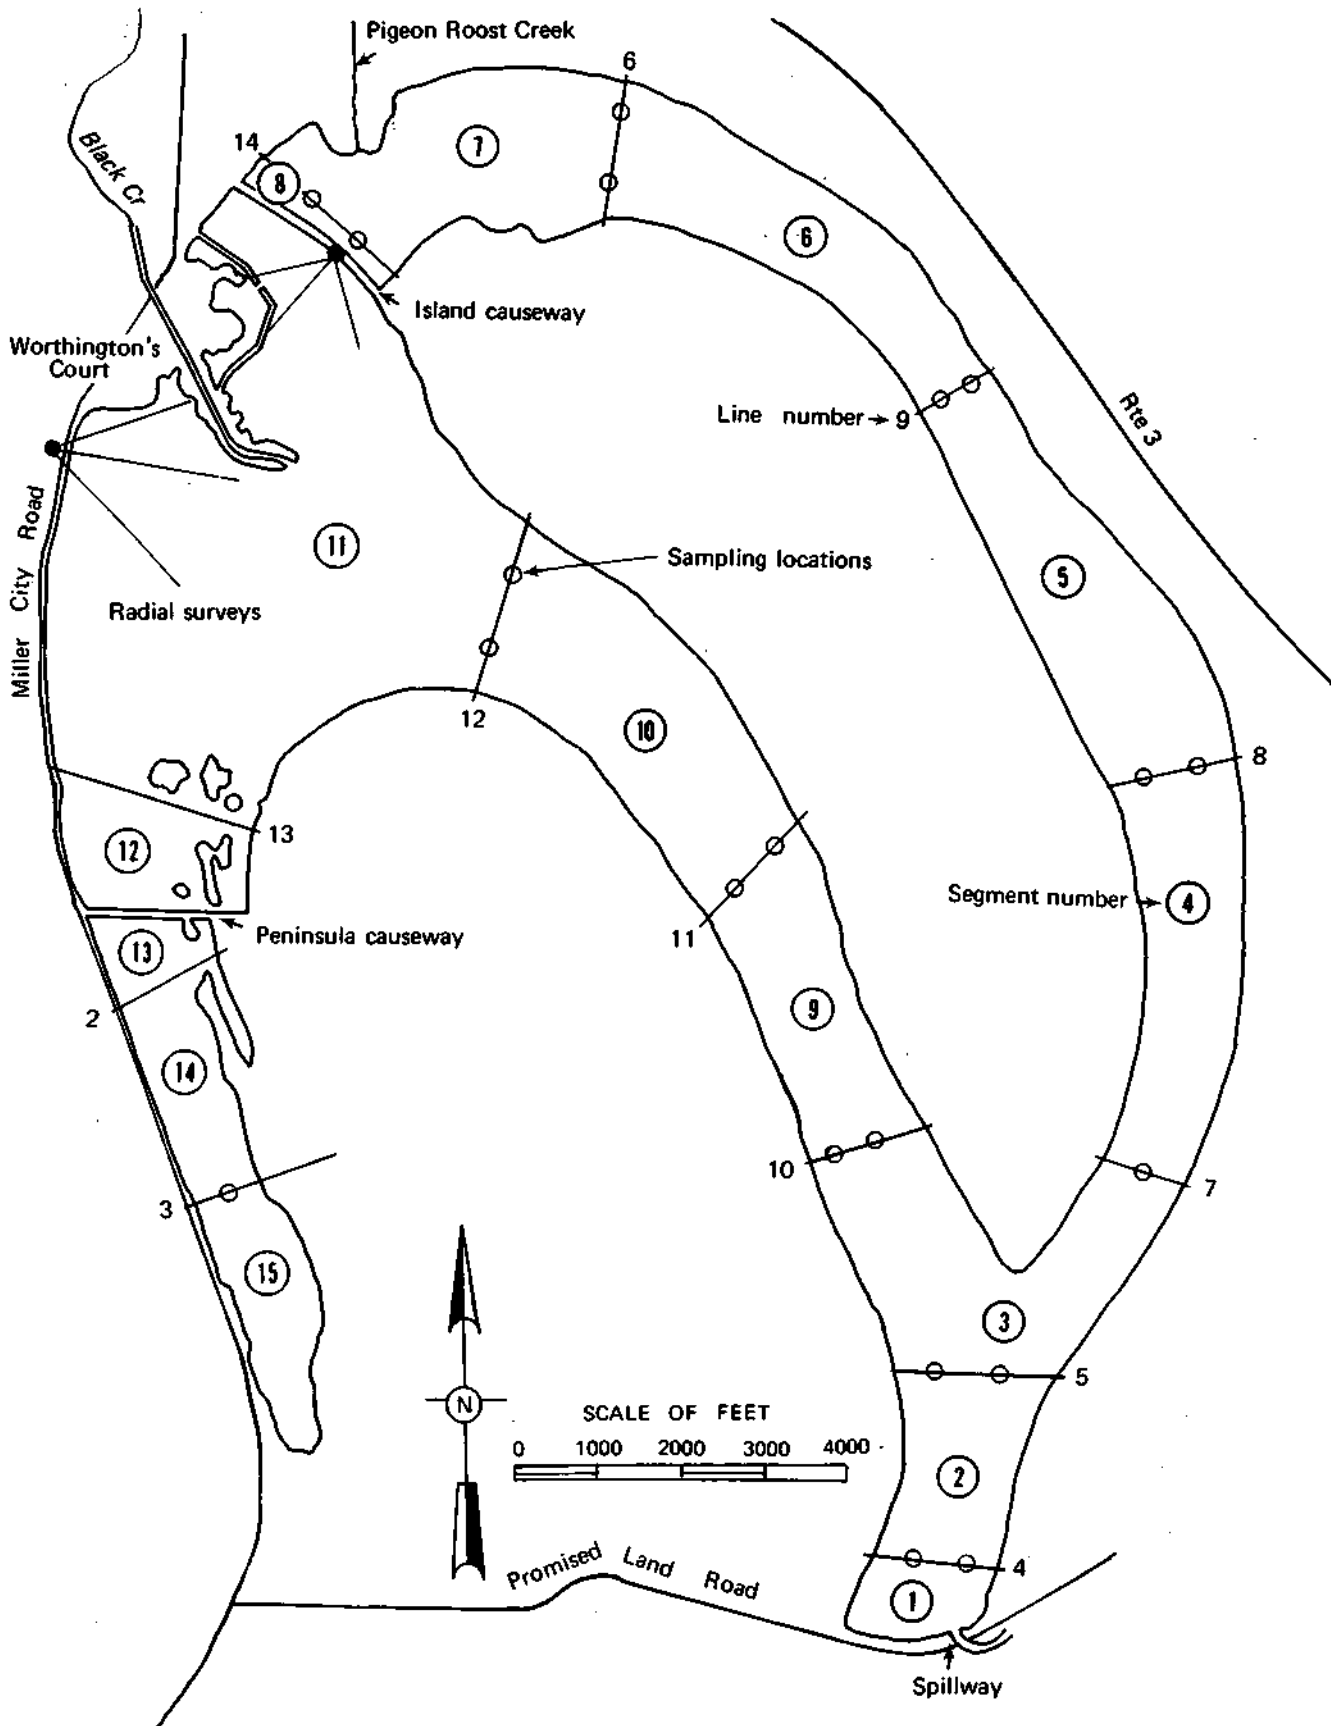 Pigeon Roost Creek
6
14
Black Cr
7
8
6
Island causeway
Worthington's
Court
Line number
9
Rte 3
Miller City Road
11
Sampling locations
5
Radial surveys
12
10
8
13
12
Segment number
4
11
Peninsula causeway
13
2
9
14
10
7
3
15
3
5
N
SCALE OF FEET
0 1000 2000 3000 4000
2
Promised Land Road
4
1
Spillway